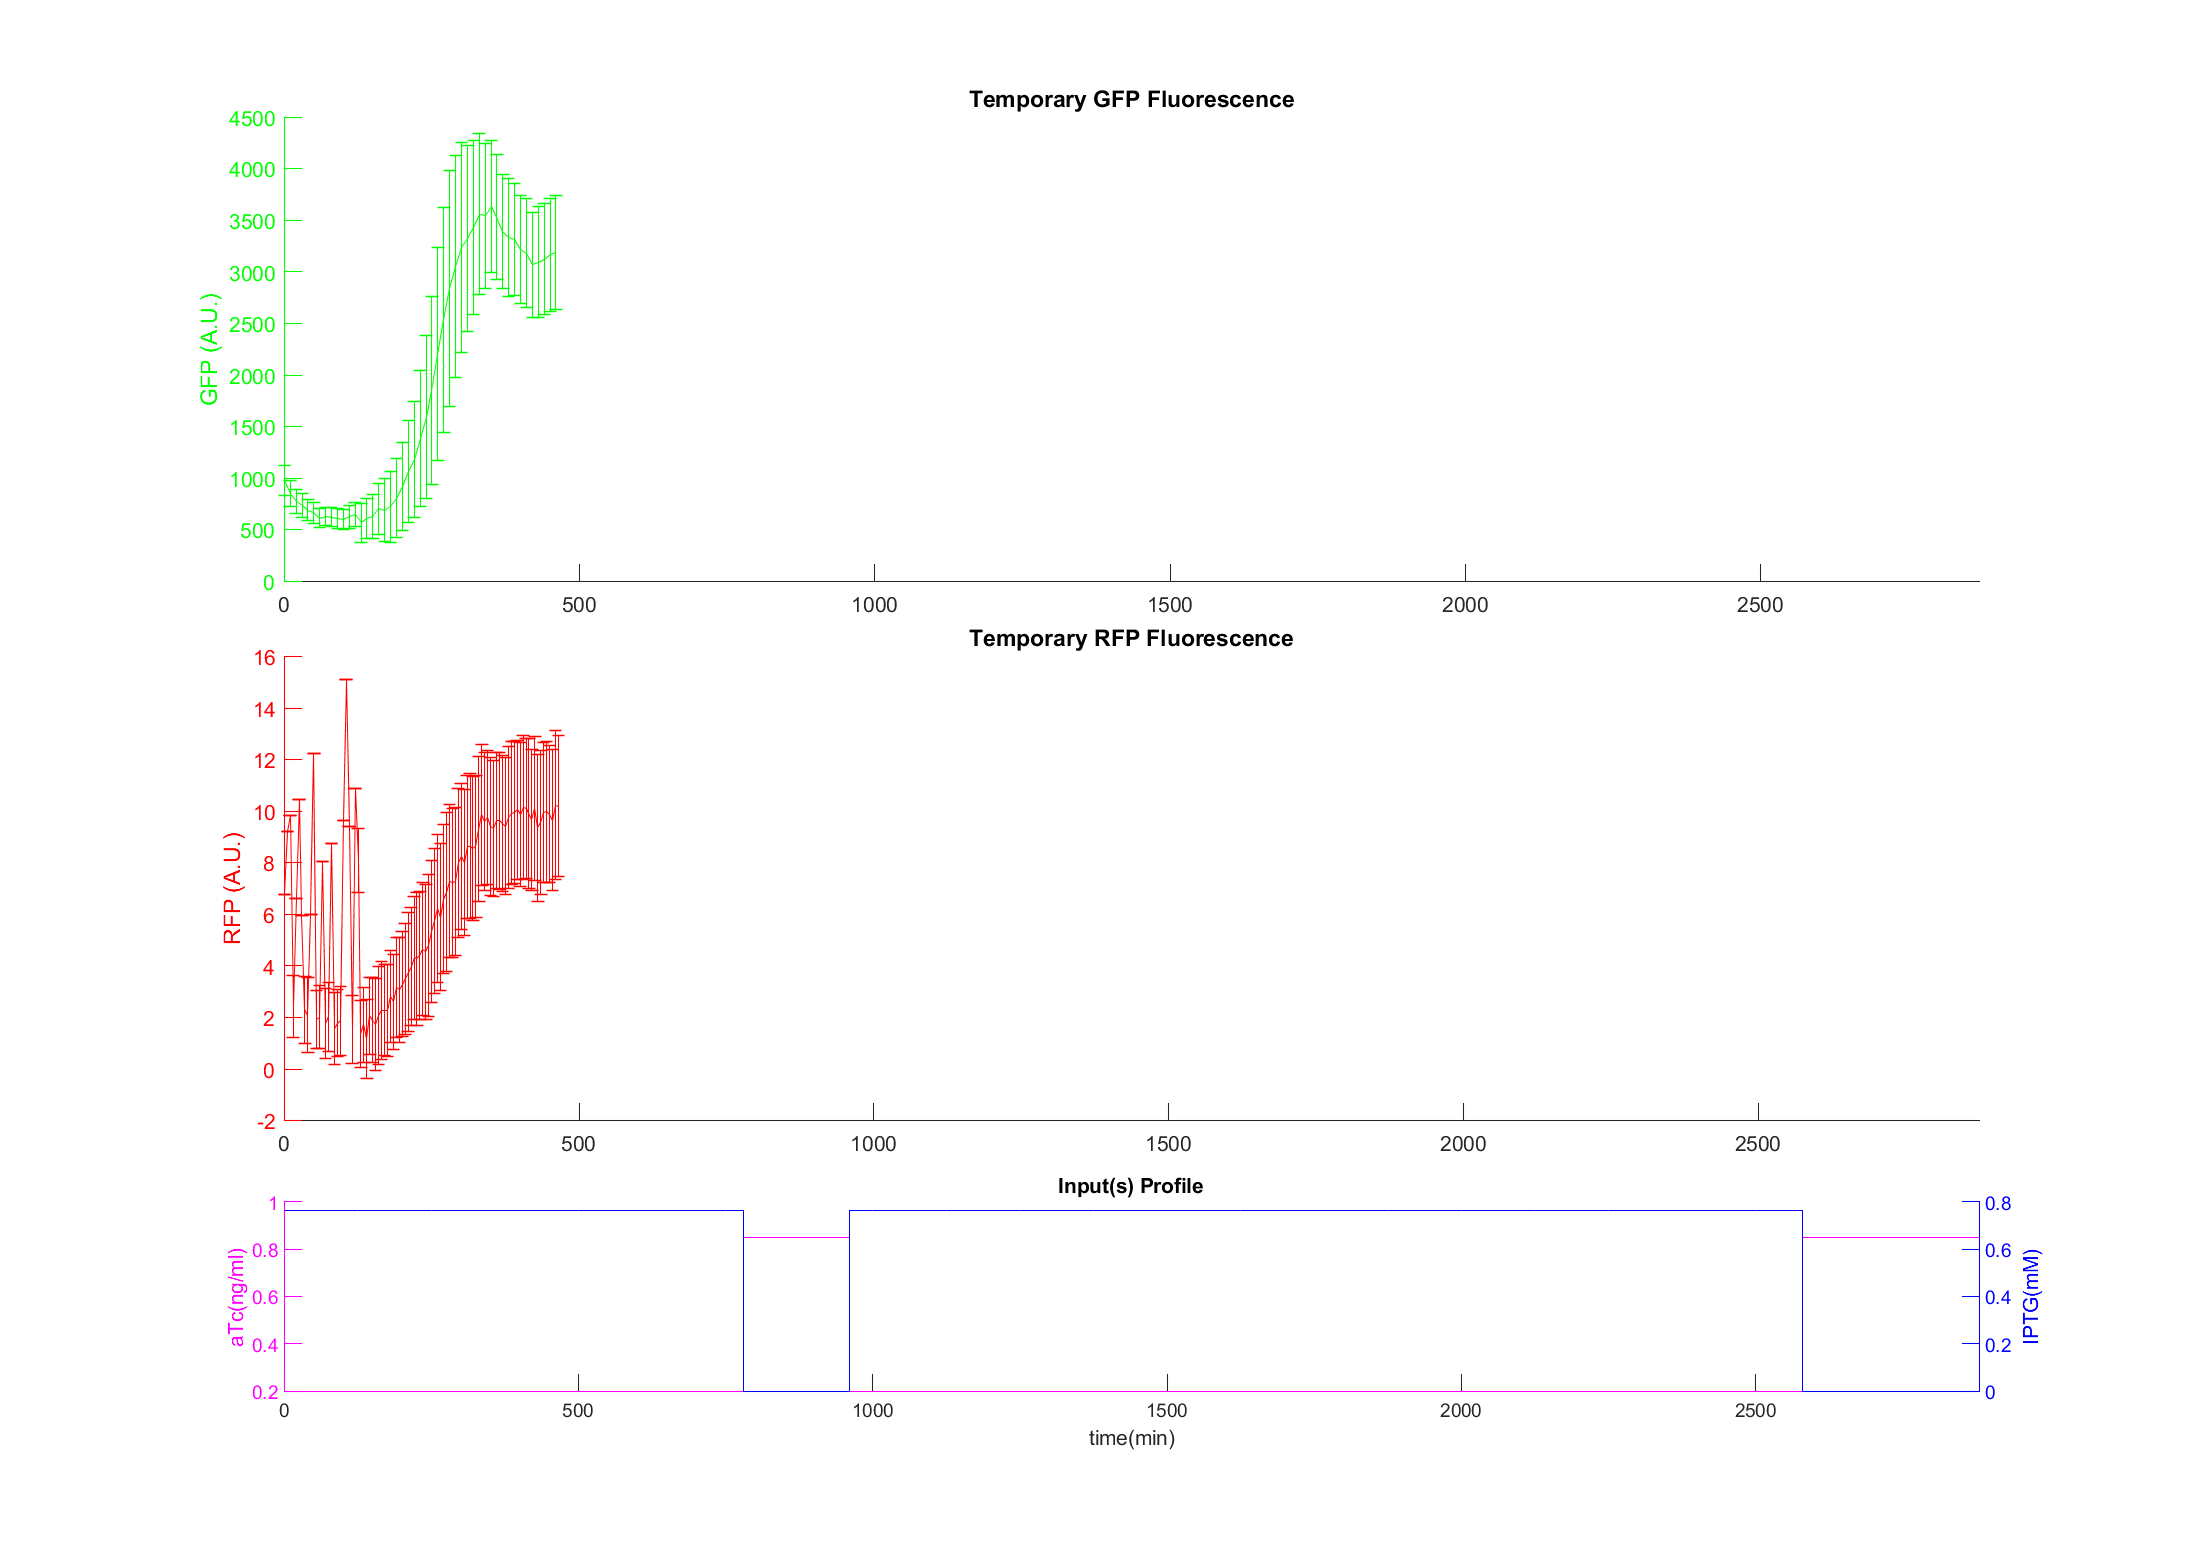 Temporary GFP Fluorescence
4500
4000
3500
3000
2500
2000
1500
1000
500
0
GFP (A.U.)
0 500 1000 1500 2000 2500
Temporary RFP Fluorescence
16
14
12
10
8
6
4
2
0
-2
RFP (A.U.)
0 500 1000 1500 2000 2500
Input(s) Profile
1
0.8
0.6
0.4
0.2
aTc(ng/ml)
0.8
0.6
0.4
0.2
0
IPTG(mM)
0 500 1000 1500 2000 2500
time(min)